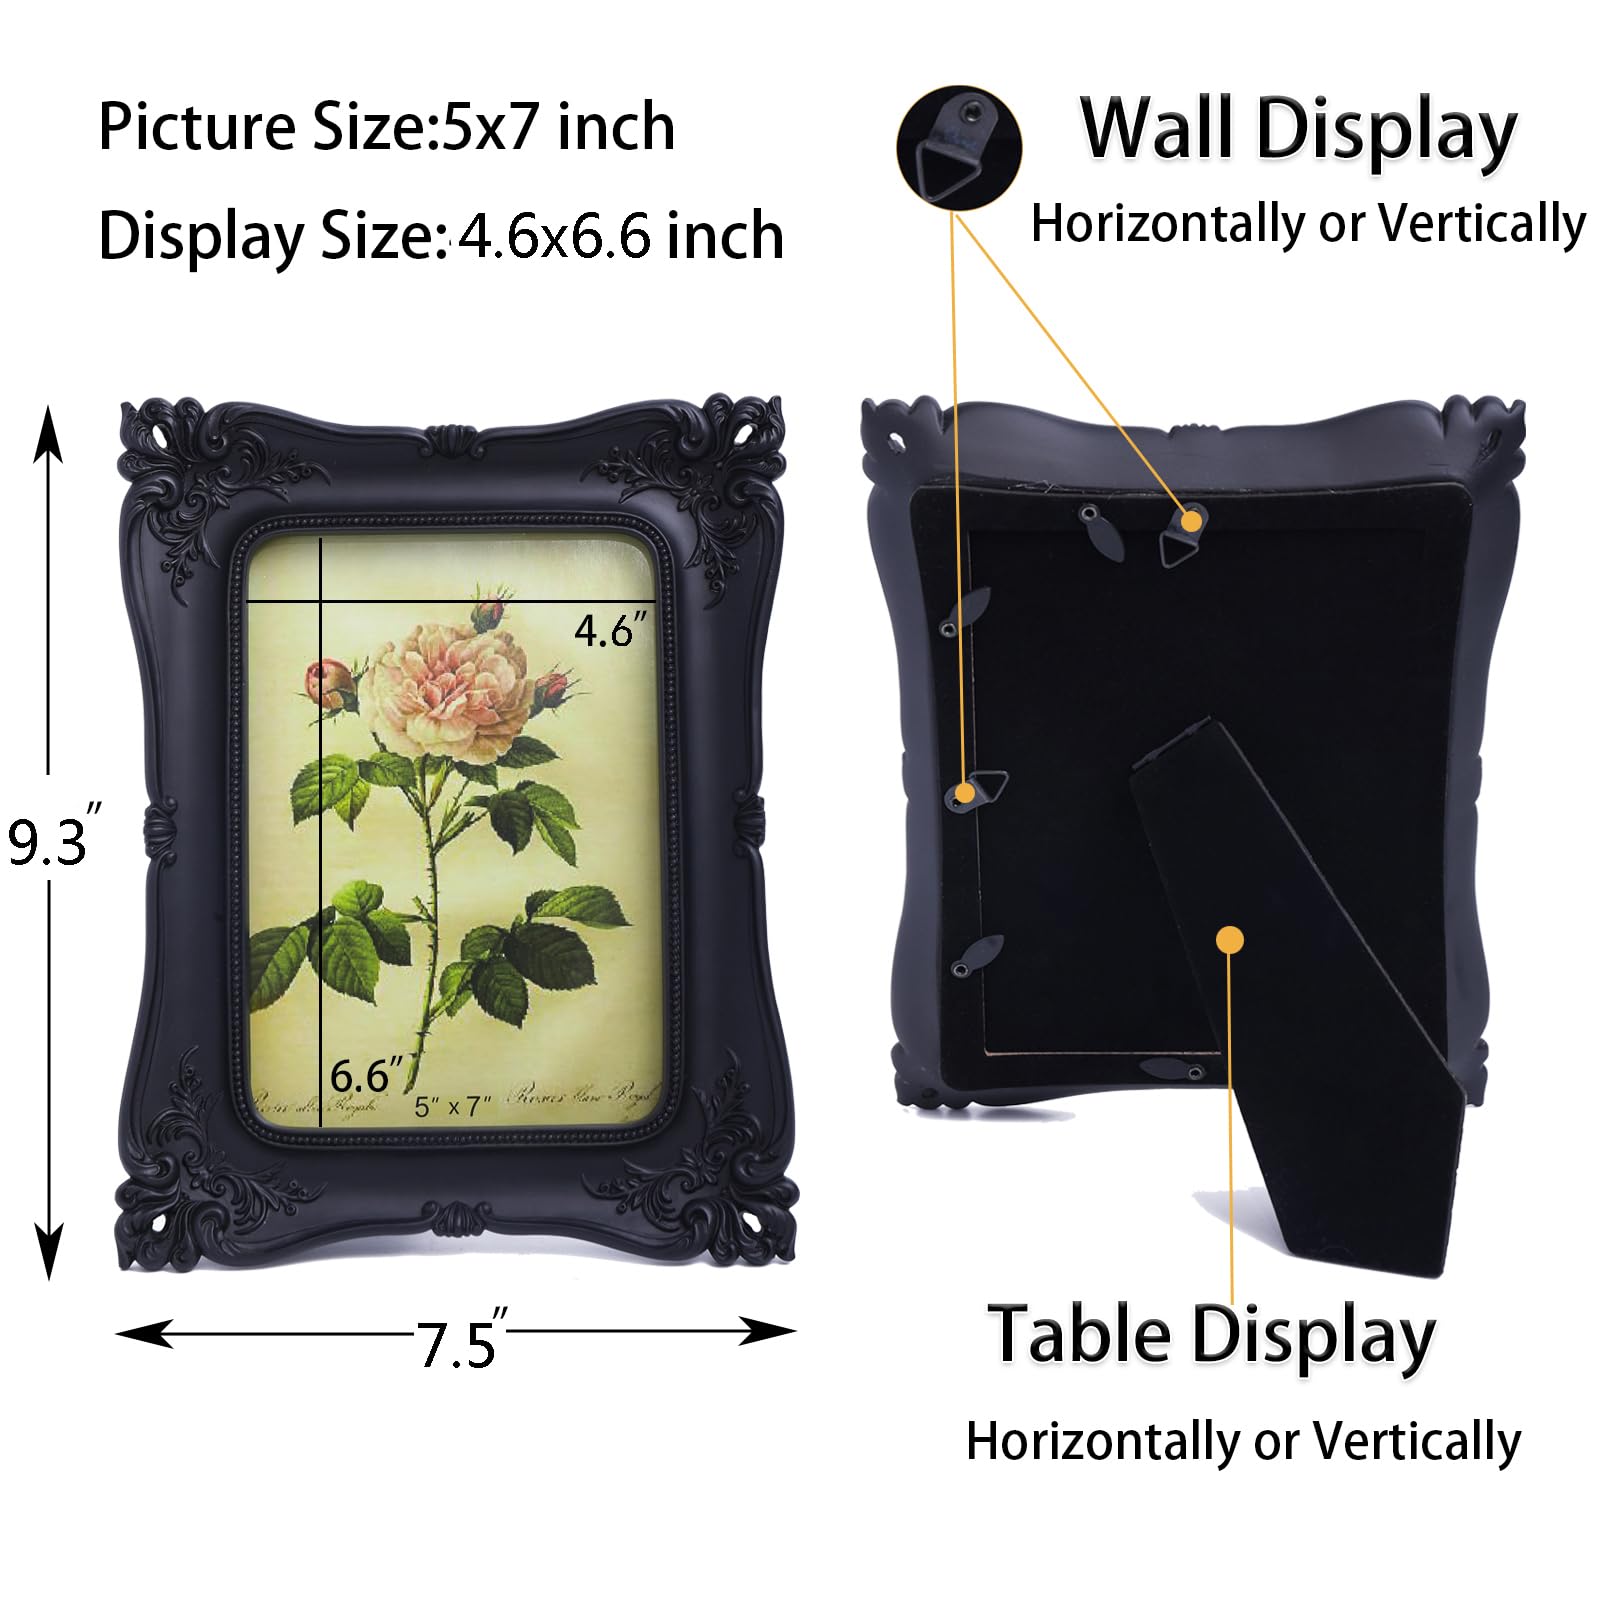 Picture Size:5x7 inch
Display Size:4.6x6.6 inch
Wall Display
Horizontally or Vertically
4.6"
9.3"
6.6"
5" x 7"
7.5"
Table Display
Horizontally or Vertically